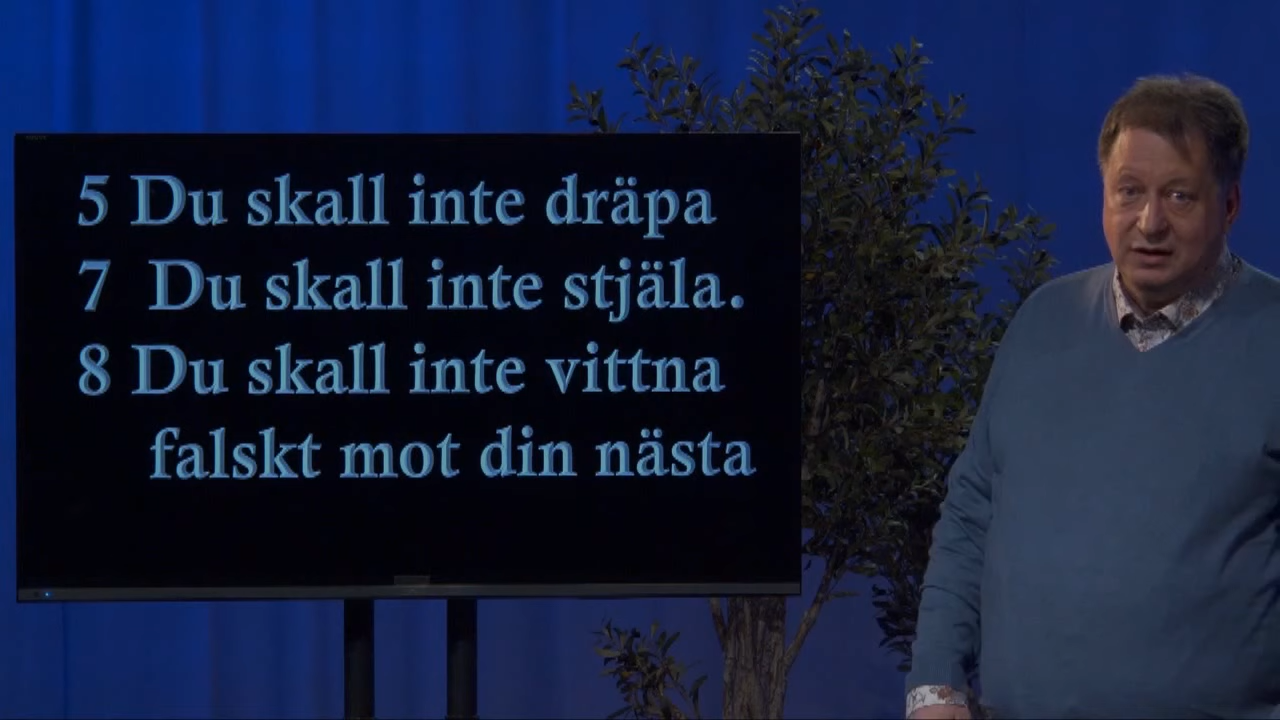 5 Du skall inte dräpa
7 Du skall inte stjäla.
8 Du skall inte vittna
falskt mot din nästa